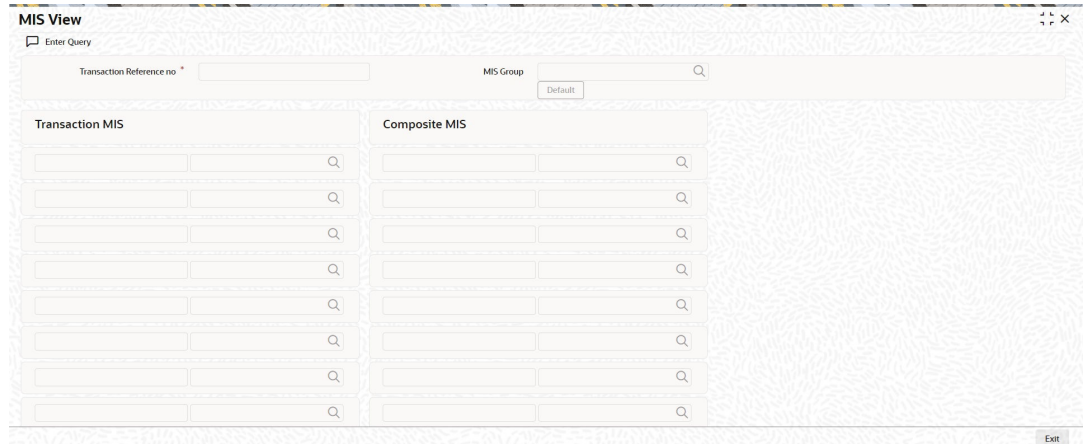 MIS View
Enter Query
Transaction Reference no *
MIS Group
Default
Transaction MIS
Composite MIS
Exit